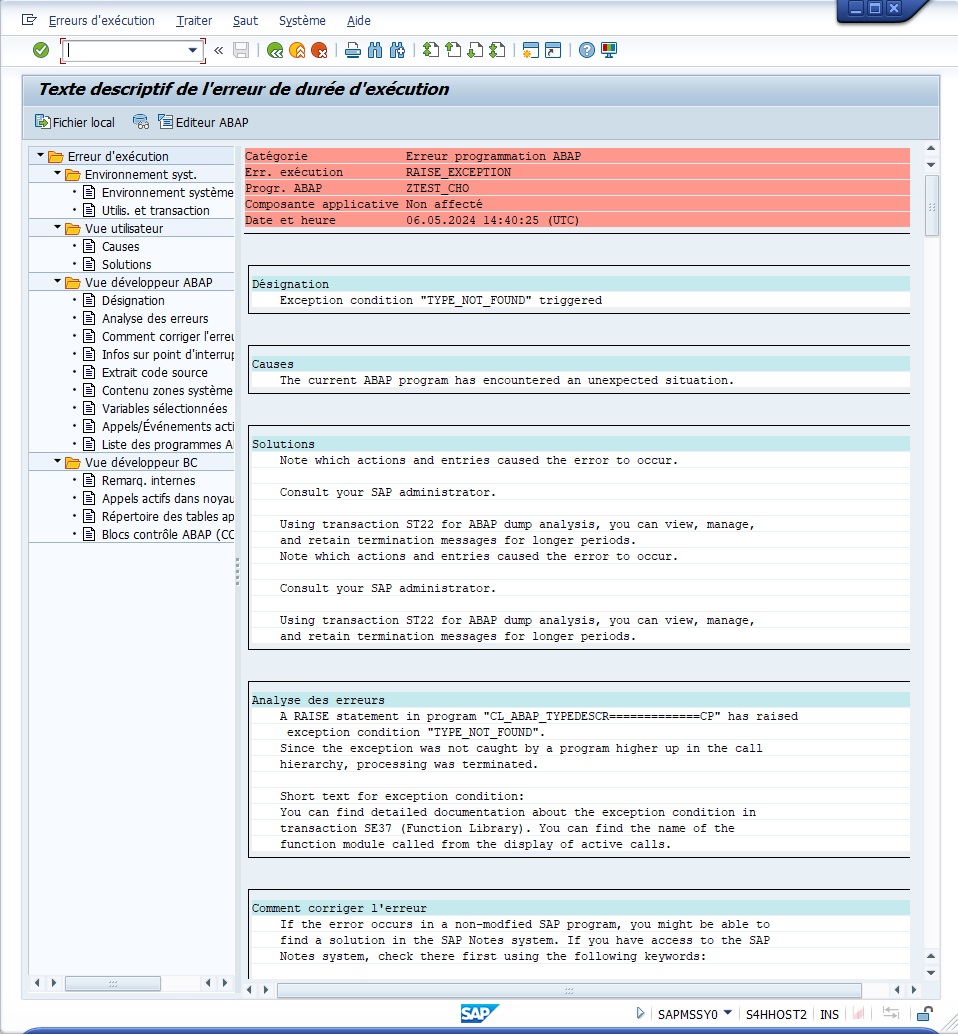 Erreurs d'exécution Traiter Saut Système Aide
Texte descriptif de l'erreur de durée d'exécution
Fichier local Editeur ABAP
Erreur d'exécution
Environnement syst.
Environnement système
Utilis. et transaction
Vue utilisateur
Causes
Solutions
Vue développeur ABAP
Désignation
Analyse des erreurs
Comment corriger l'erreu
Infos sur point d'interrup
Extrait code source
Contenu zones système
Variables sélectionnées
Appels/Événements acti
Liste des programmes A
Vue développeur BC
Remarq. internes
Appels actifs dans noyau
Répertoire des tables ap
Blocs contrôle ABAP (CC
Catégorie Erreur programmation ABAP
Err. exécution RAISE_EXCEPTION
Progr. ABAP ZTEST_CHO
Composante applicative Non affecté
Date et heure 06.05.2024 14:40:25 (UTC)
Désignation
Exception condition "TYPE_NOT_FOUND" triggered
Causes
The current ABAP program has encountered an unexpected situation.
Solutions
Note which actions and entries caused the error to occur.
Consult your SAP administrator.
Using transaction ST22 for ABAP dump analysis, you can view, manage,
and retain termination messages for longer periods.
Note which actions and entries caused the error to occur.
Consult your SAP administrator.
Using transaction ST22 for ABAP dump analysis, you can view, manage,
and retain termination messages for longer periods.
Analyse des erreurs
A RAISE statement in program "CL_ABAP_TYPEDESCR=============CP" has raised
exception condition "TYPE_NOT_FOUND".
Since the exception was not caught by a program higher up in the call
hierarchy, processing was terminated.
Short text for exception condition:
You can find detailed documentation about the exception condition in
transaction SE37 (Function Library). You can find the name of the
function module called from the display of active calls.
Comment corriger l'erreur
If the error occurs in a non-modfied SAP program, you might be able to
find a solution in the SAP Notes system. If you have access to the SAP
Notes system, check there first using the following keywords:
SAP SAPMSSY0 S4HHOST2 INS